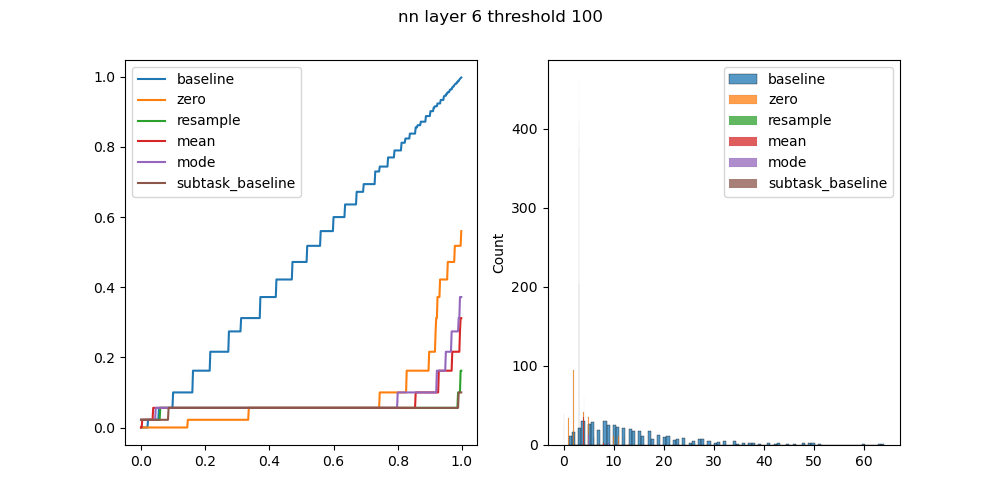 nn layer 6 threshold 100
baseline
zero
resample
mean
mode
subtask_baseline
1.0
0.8
0.6
0.4
0.2
0.0
0.0 0.2 0.4 0.6 0.8 1.0
baseline
zero
resample
mean
mode
subtask_baseline
Count
400
300
200
100
0
0 10 20 30 40 50 60